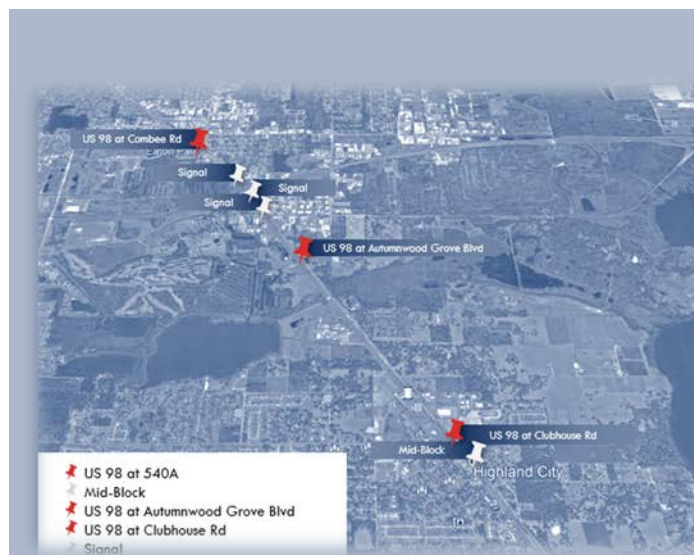 US 98 at Combee Rd
Eaton Park
Signal
Signal
Signal
US 98 at Autumnwood Grove Blvd
US 98 at Clubhouse Rd
Mid-Block
Highland City
US 98 at 540A
Mid-Block
US 98 at Autumnwood Grove Blvd
US 98 at Clubhouse Rd
Signal